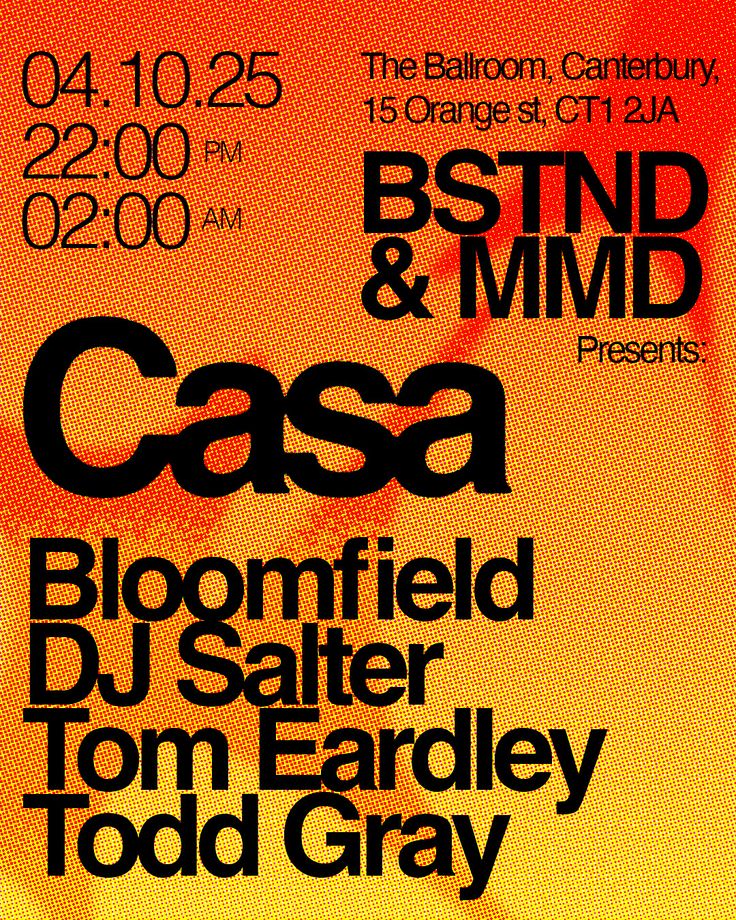 04.10.25
22:00 PM
02:00 AM
The Ballroom, Canterbury,
15 Orange st, CT1 2JA
BSTND
& MMD
Presents:
Casa
Bloomfield
DJ Salter
Tom Eardley
Todd Gray